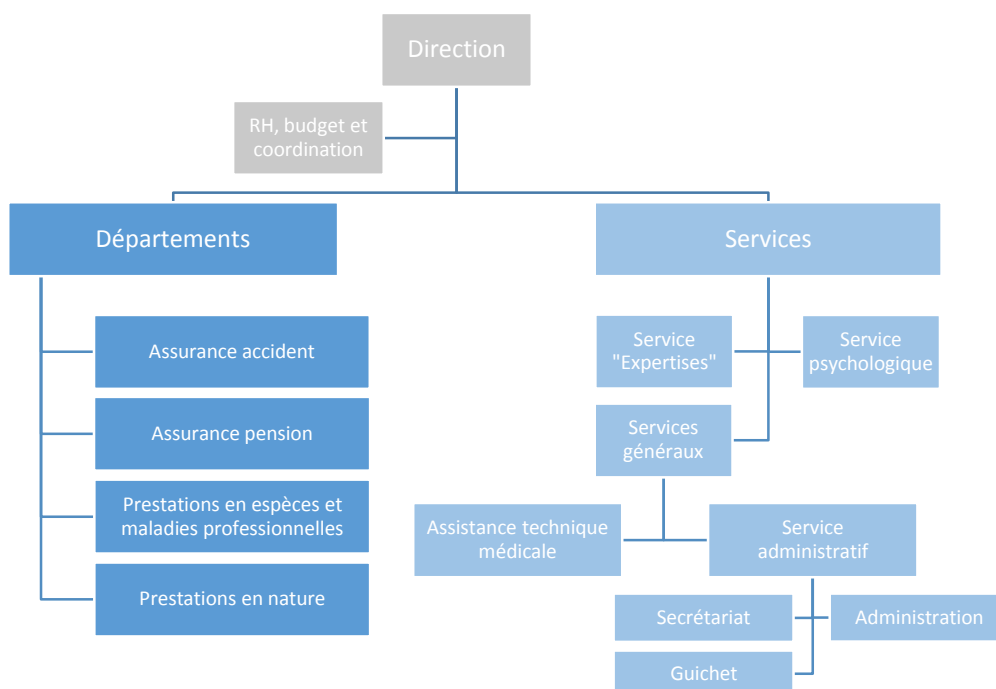 Direction
RH, budget et
coordination
Départements
Services
Assurance accident
Assurance pension
Prestations en espèces et
maladies professionnelles
Prestations en nature
Service
"Expertises"
Service
psychologique
Services
généraux
Assistance technique
médicale
Service
administratif
Secrétariat
Administration
Guichet